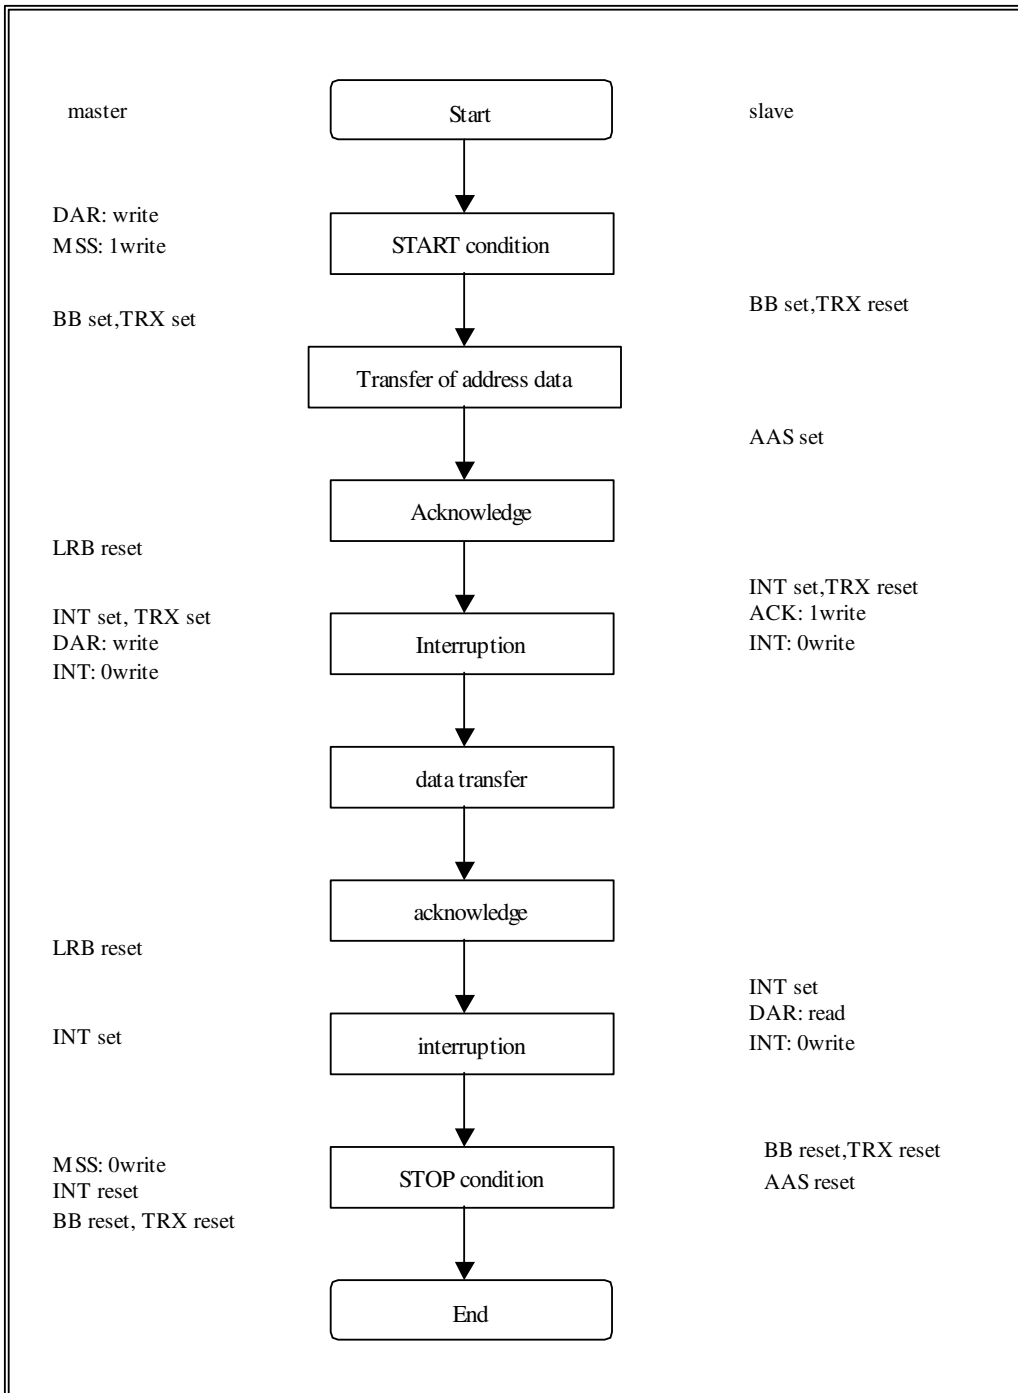 master
Start
slave
DAR: write
MSS: 1write
START condition
BB set,TRX set
BB set,TRX reset
Transfer of address data
AAS set
Acknowledge
LRB reset
INT set, TRX set
DAR: write
INT: 0write
Interruption
INT set,TRX reset
ACK: 1write
INT: 0write
data transfer
acknowledge
LRB reset
INT set
interruption
INT set
DAR: read
INT: 0write
MSS: 0write
INT reset
BB reset, TRX reset
STOP condition
BB reset,TRX reset
AAS reset
End